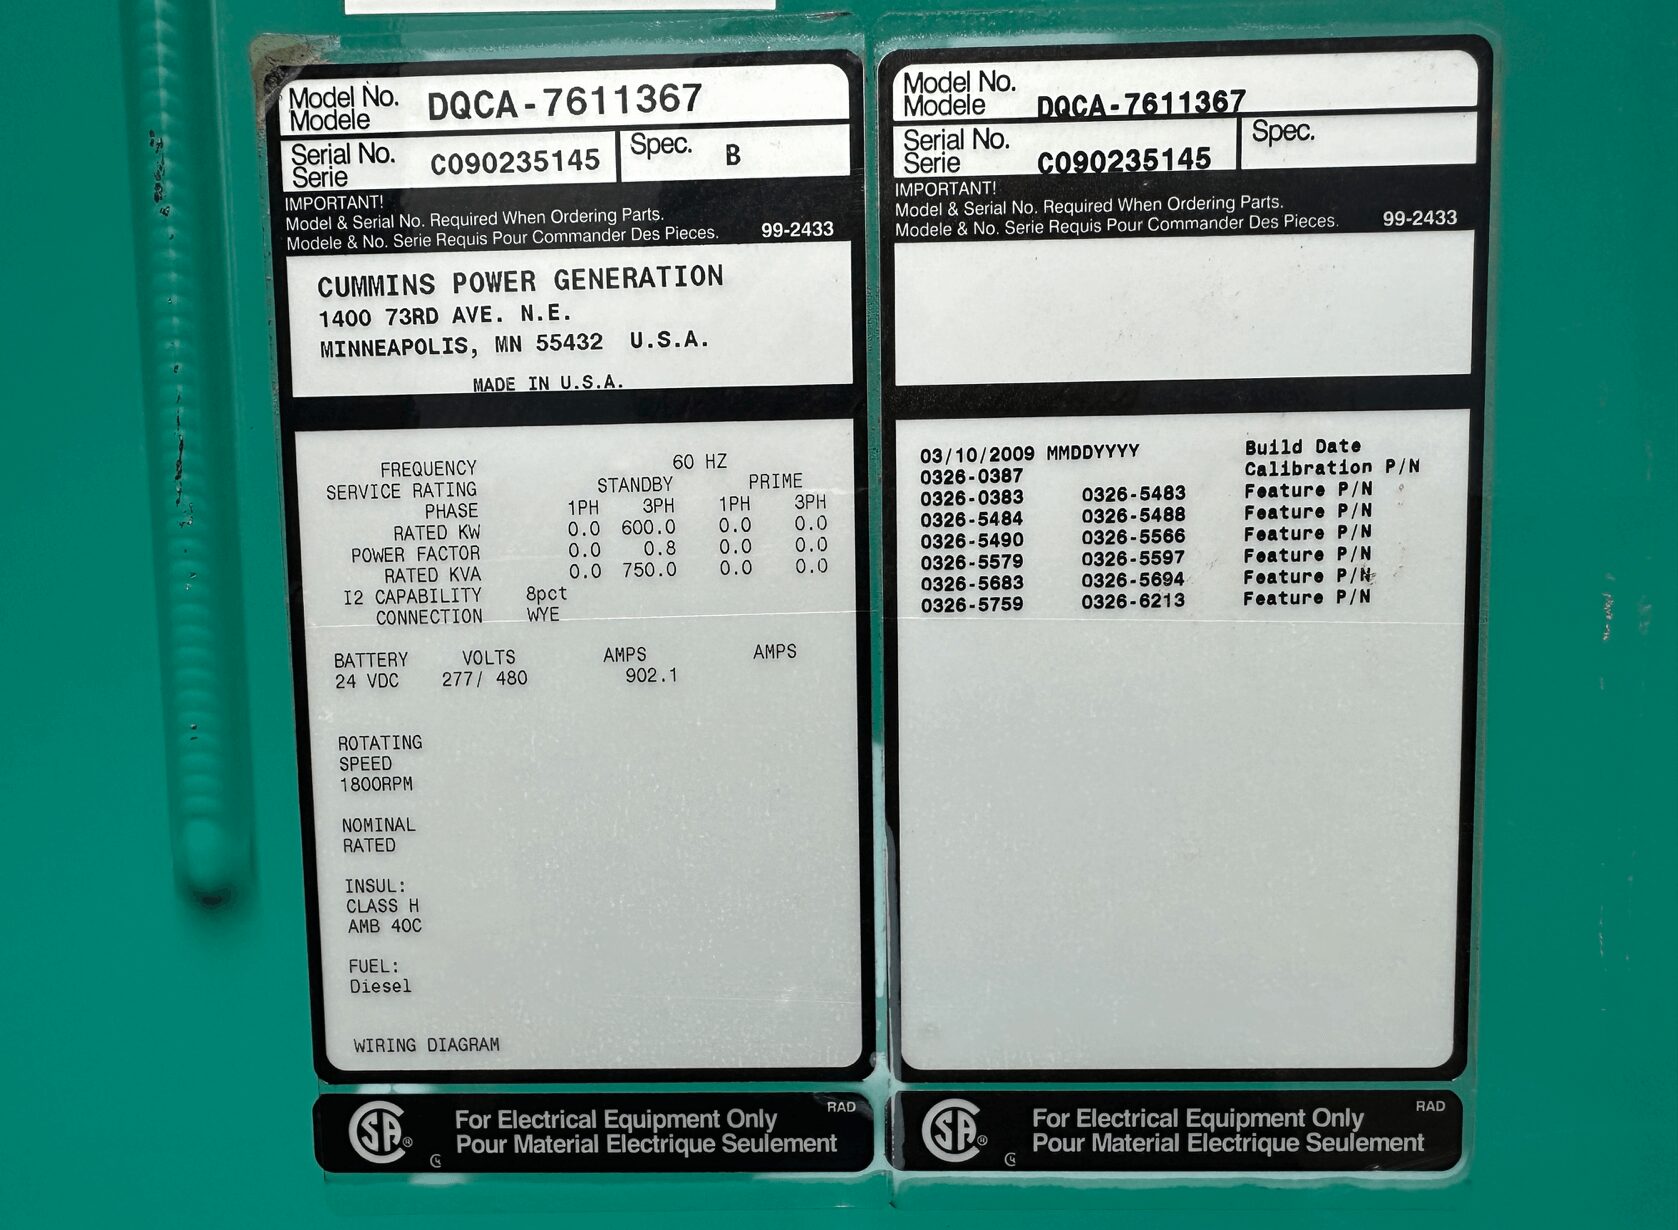 Model No.
Modele
DQCA-7611367
Serial No.
Serie
C090235145
Spec.
B
IMPORTANT!
Model & Serial No. Required When Ordering Parts.
Modele & No. Serie Requis Pour Commander Des Pieces.
99-2433
CUMMINS POWER GENERATION
1400 73RD AVE. N.E.
MINNEAPOLIS, MN 55432 U.S.A.
MADE IN U.S.A.
FREQUENCY 60 HZ
SERVICE RATING STANDBY PRIME
PHASE 1PH 3PH 1PH 3PH
RATED KW 0.0 600.0 0.0 0.0
POWER FACTOR 0.0 0.8 0.0 0.0
RATED KVA 0.0 750.0 0.0 0.0
I2 CAPABILITY 8pct
CONNECTION WYE
BATTERY VOLTS AMPS AMPS
24 VDC 277/ 480 902.1
ROTATING
SPEED
1800RPM
NOMINAL
RATED
INSUL:
CLASS H
AMB 40C
FUEL:
Diesel
WIRING DIAGRAM
SA ®
For Electrical Equipment Only
Pour Material Electrique Seulement
RAD
Model No.
Modele
DQCA-7611367
Serial No.
Serie
C090235145
Spec.
IMPORTANT!
Model & Serial No. Required When Ordering Parts.
Modele & No. Serie Requis Pour Commander Des Pieces.
99-2433
03/10/2009 MMDDYYYY Build Date
0326-0387 Calibration P/N
0326-0383 0326-5483 Feature P/N
0326-5484 0326-5488 Feature P/N
0326-5490 0326-5566 Feature P/N
0326-5579 0326-5597 Feature P/N
0326-5683 0326-5694 Feature P/N
0326-5759 0326-6213 Feature P/N
SA ®
For Electrical Equipment Only
Pour Material Electrique Seulement
RAD